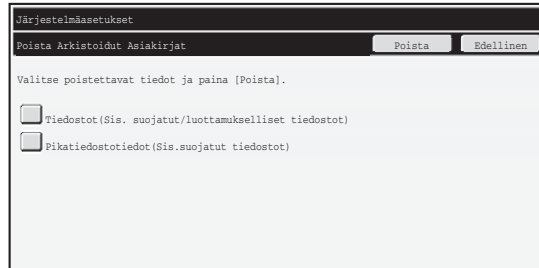 Järjestelmäasetukset
Poista Arkistoidut Asiakirjat Poista Edellinen
Valitse poistettavat tiedot ja paina [Poista].
Tiedostot(Sis. suojatut/luottamukselliset tiedostot)
Pikatiedostotiedot(Sis.suojatut tiedostot)